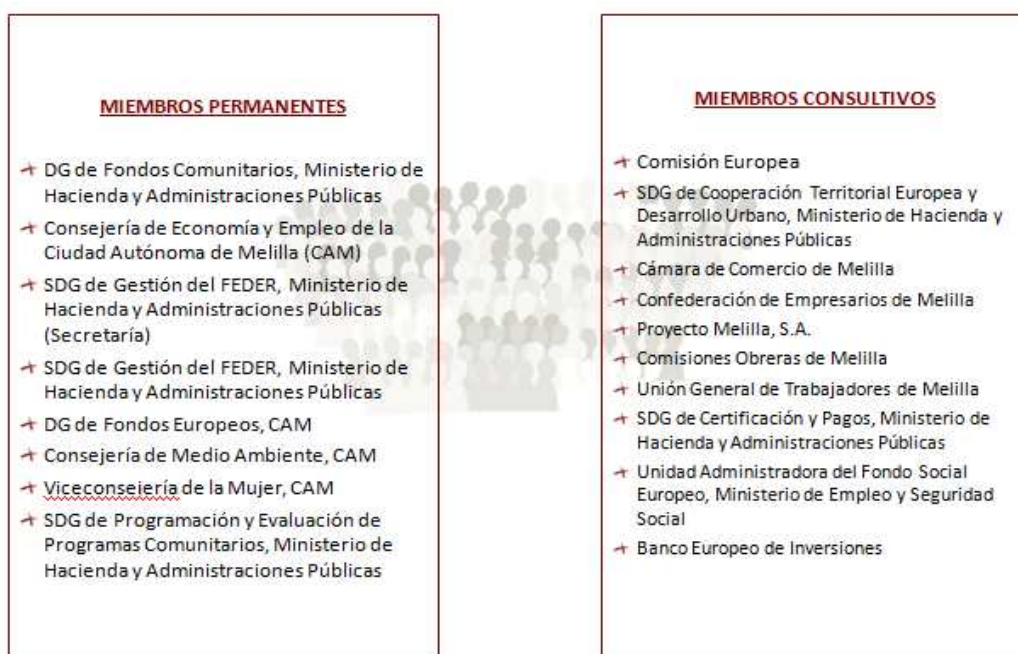 MIEMBROS PERMANENTES
DG de Fondos Comunitarios, Ministerio de
Hacienda y Administraciones Públicas
Consejería de Economía y Empleo de la
Ciudad Autónoma de Melilla (CAM)
SDG de Gestión del FEDER, Ministerio de
Hacienda y Administraciones Públicas
(Secretaría)
SDG de Gestión del FEDER, Ministerio de
Hacienda y Administraciones Públicas
DG de Fondos Europeos, CAM
Consejería de Medio Ambiente, CAM
Viceconsejería de la Mujer, CAM
SDG de Programación y Evaluación de
Programas Comunitarios, Ministerio de
Hacienda y Administraciones Públicas
MIEMBROS CONSULTIVOS
Comisión Europea
SDG de Cooperación Territorial Europea y
Desarrollo Urbano, Ministerio de Hacienda y
Administraciones Públicas
Cámara de Comercio de Melilla
Confederación de Empresarios de Melilla
Proyecto Melilla, S.A.
Comisiones Obreras de Melilla
Unión General de Trabajadores de Melilla
SDG de Certificación y Pagos, Ministerio de
Hacienda y Administraciones Públicas
Unidad Administradora del Fondo Social
Europeo, Ministerio de Empleo y Seguridad
Social
Banco Europeo de Inversiones